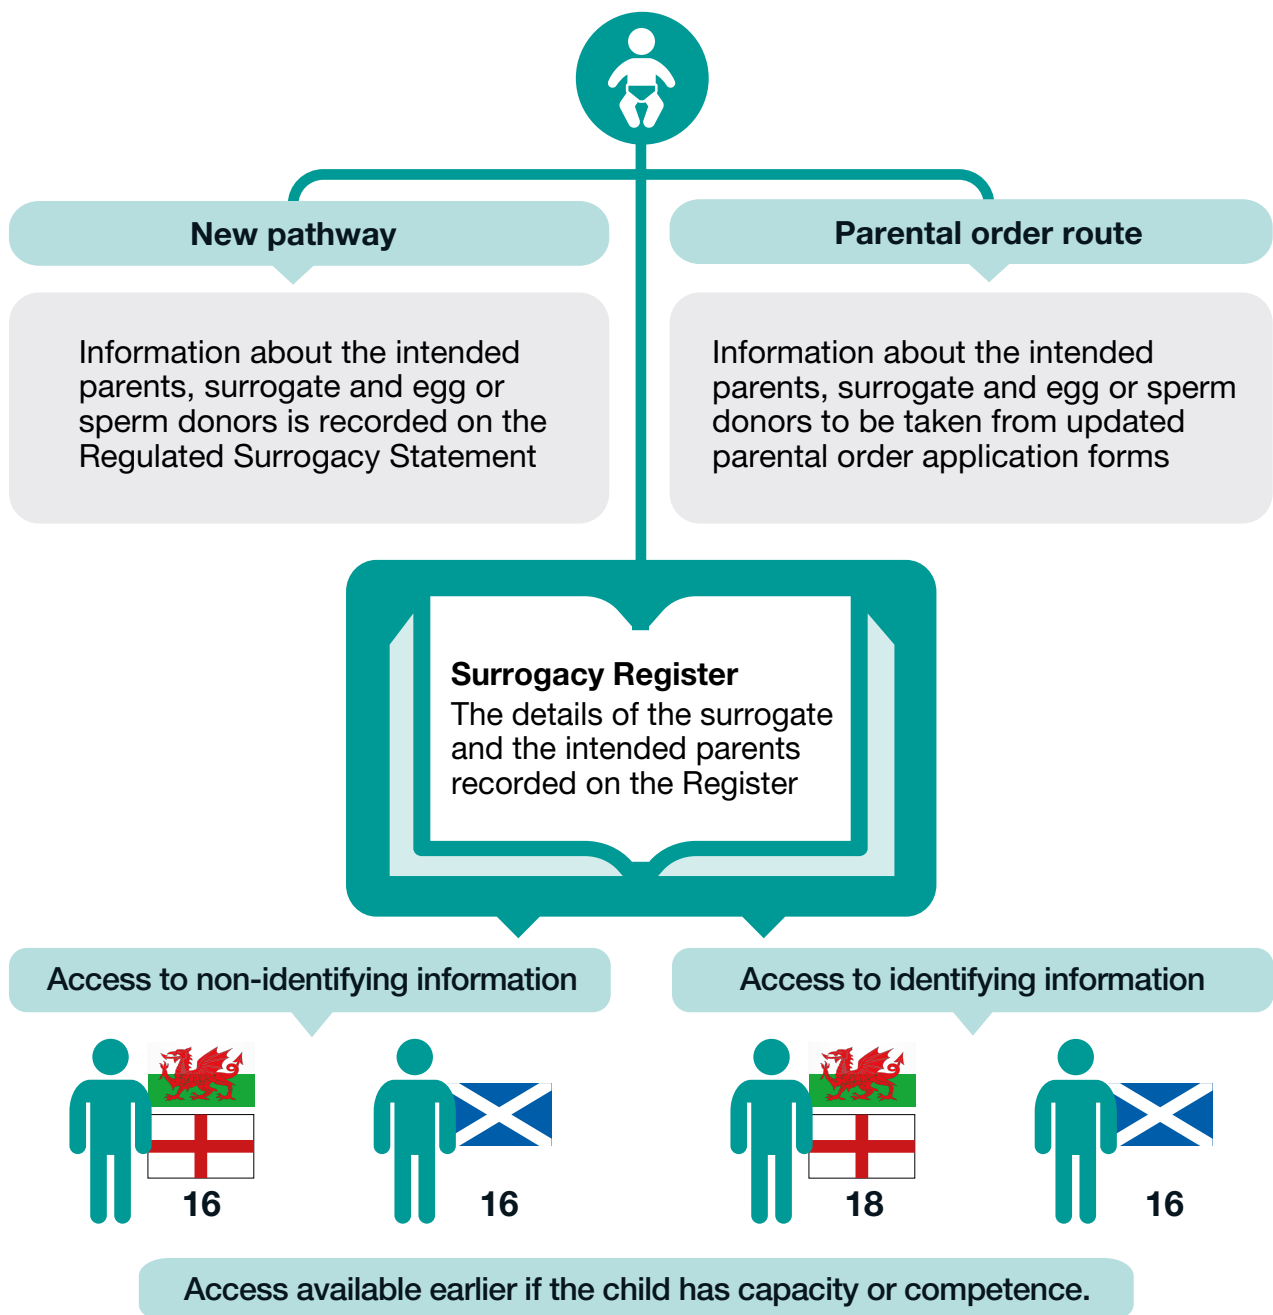 New pathway
Parental order route
Information about the intended
parents, surrogate and egg or
sperm donors is recorded on the
Regulated Surrogacy Statement
Information about the intended
parents, surrogate and egg or sperm
donors to be taken from updated
parental order application forms
Surrogacy Register
The details of the surrogate
and the intended parents
recorded on the Register
Access to non-identifying information
Access to identifying information
16
16
18
16
Access available earlier if the child has capacity or competence.